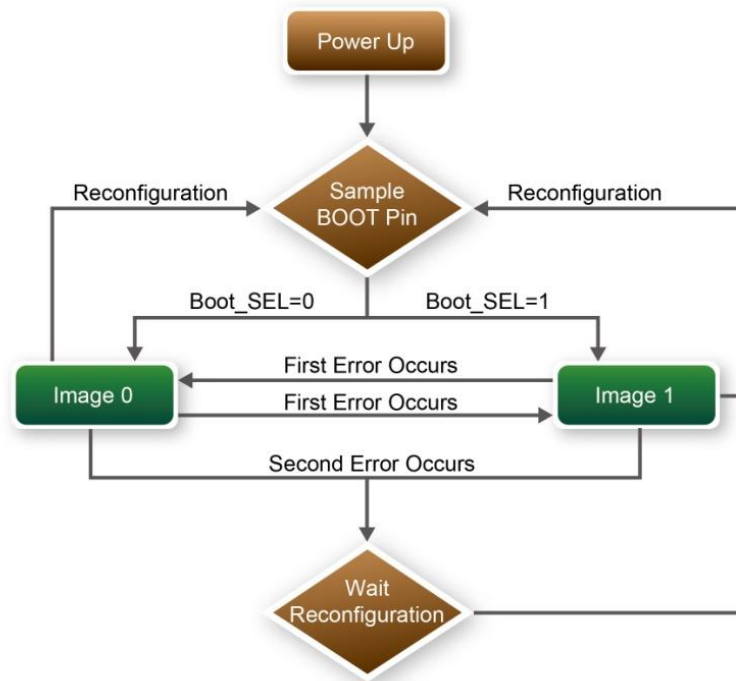 Power Up
Reconfiguration
Sample
BOOT Pin
Reconfiguration
Boot_SEL=0
Boot_SEL=1
First Error Occurs
Image 0
Image 1
First Error Occurs
Second Error Occurs
Wait
Reconfiguration